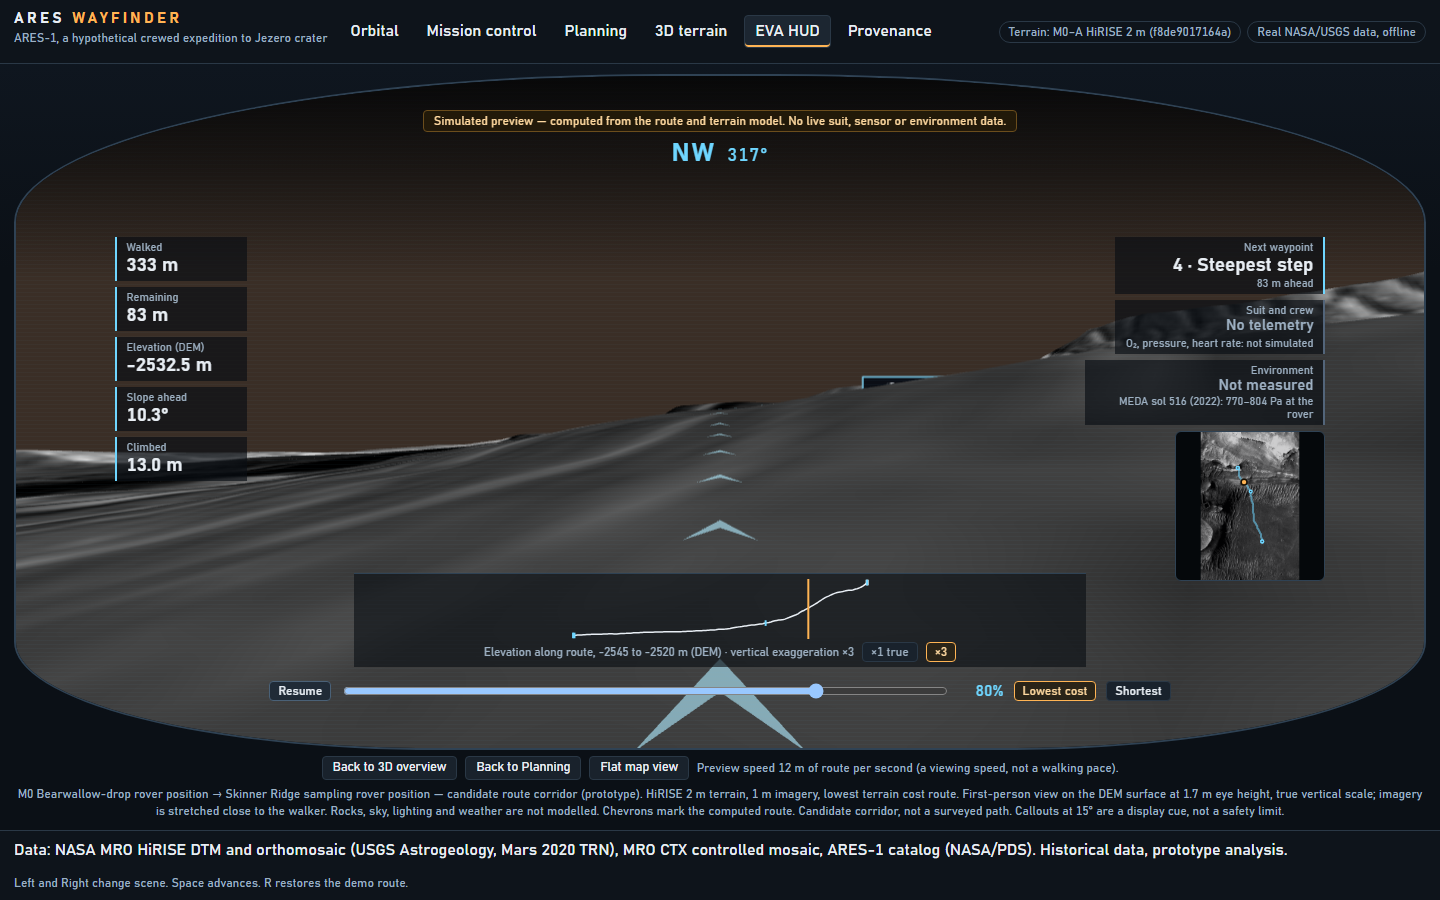 ARES WAYFINDER
ARES-1, a hypothetical crewed expedition to Jezero crater
Orbital
Mission control
Planning
3D terrain
EVA HUD
Provenance
Terrain: M0-A HiRISE 2 m (f8de9017164a)
Real NASA/USGS data, offline
Simulated preview — computed from the route and terrain model. No live suit, sensor or environment data.
NW 317°
Walked
333 m
Remaining
83 m
Elevation (DEM)
−2532.5 m
Slope ahead
10.3°
Climbed
13.0 m
Next waypoint
4 · Steepest step
83 m ahead
Suit and crew
No telemetry
O₂, pressure, heart rate: not simulated
Environment
Not measured
MEDA sol 516 (2022): 770–804 Pa at the
rover
Elevation along route, −2545 to −2520 m (DEM) · vertical exaggeration ×3
×1 true
×3
Resume
80%
Lowest cost
Shortest
Back to 3D overview
Back to Planning
Flat map view
Preview speed 12 m of route per second (a viewing speed, not a walking pace).
M0 Bearwallow-drop rover position → Skinner Ridge sampling rover position — candidate route corridor (prototype). HiRISE 2 m terrain, 1 m imagery, lowest terrain cost route. First-person view on the DEM surface at 1.7 m eye height, true vertical scale; imagery
is stretched close to the walker. Rocks, sky, lighting and weather are not modelled. Chevrons mark the computed route. Candidate corridor, not a surveyed path. Callouts at 15° are a display cue, not a safety limit.
Data: NASA MRO HiRISE DTM and orthomosaic (USGS Astrogeology, Mars 2020 TRN), MRO CTX controlled mosaic, ARES-1 catalog (NASA/PDS). Historical data, prototype analysis.
Left and Right change scene. Space advances. R restores the demo route.